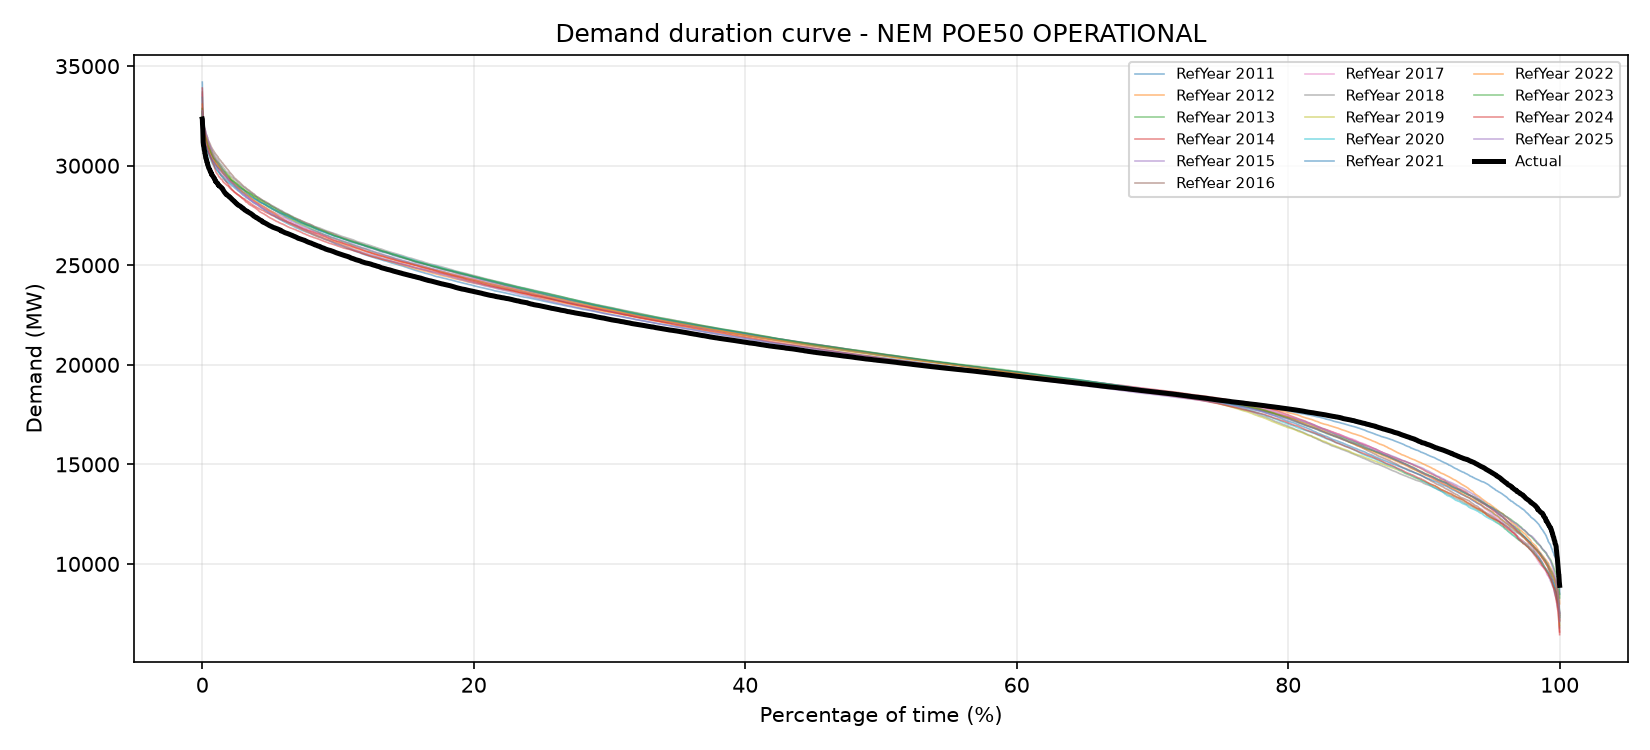 Demand duration curve - NEM POE50 OPERATIONAL
35000
30000
25000
20000
15000
10000
Demand (MW)
RefYear 2011
RefYear 2012
RefYear 2013
RefYear 2014
RefYear 2015
RefYear 2016
RefYear 2017
RefYear 2018
RefYear 2019
RefYear 2020
RefYear 2021
RefYear 2022
RefYear 2023
RefYear 2024
RefYear 2025
Actual
0 20 40 60 80 100
Percentage of time (%)